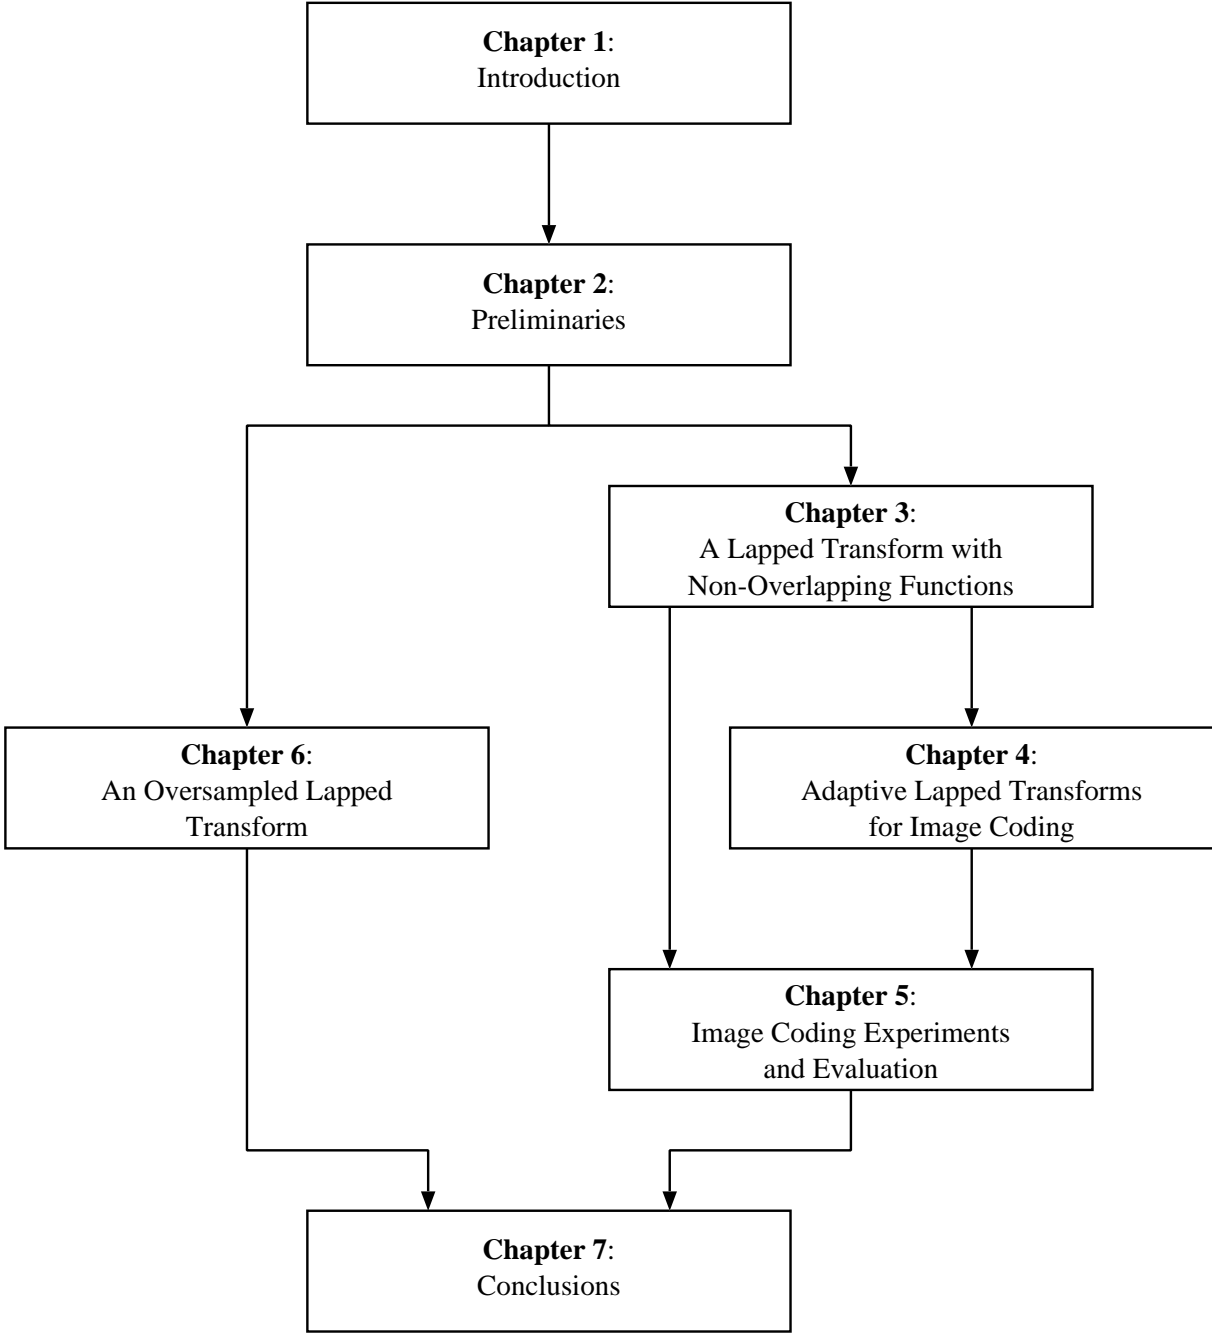 Chapter 1:
Introduction
Chapter 2:
Preliminaries
Chapter 3:
A Lapped Transform with
Non-Overlapping Functions
Chapter 6:
An Oversampled Lapped
Transform
Chapter 4:
Adaptive Lapped Transforms
for Image Coding
Chapter 5:
Image Coding Experiments
and Evaluation
Chapter 7:
Conclusions